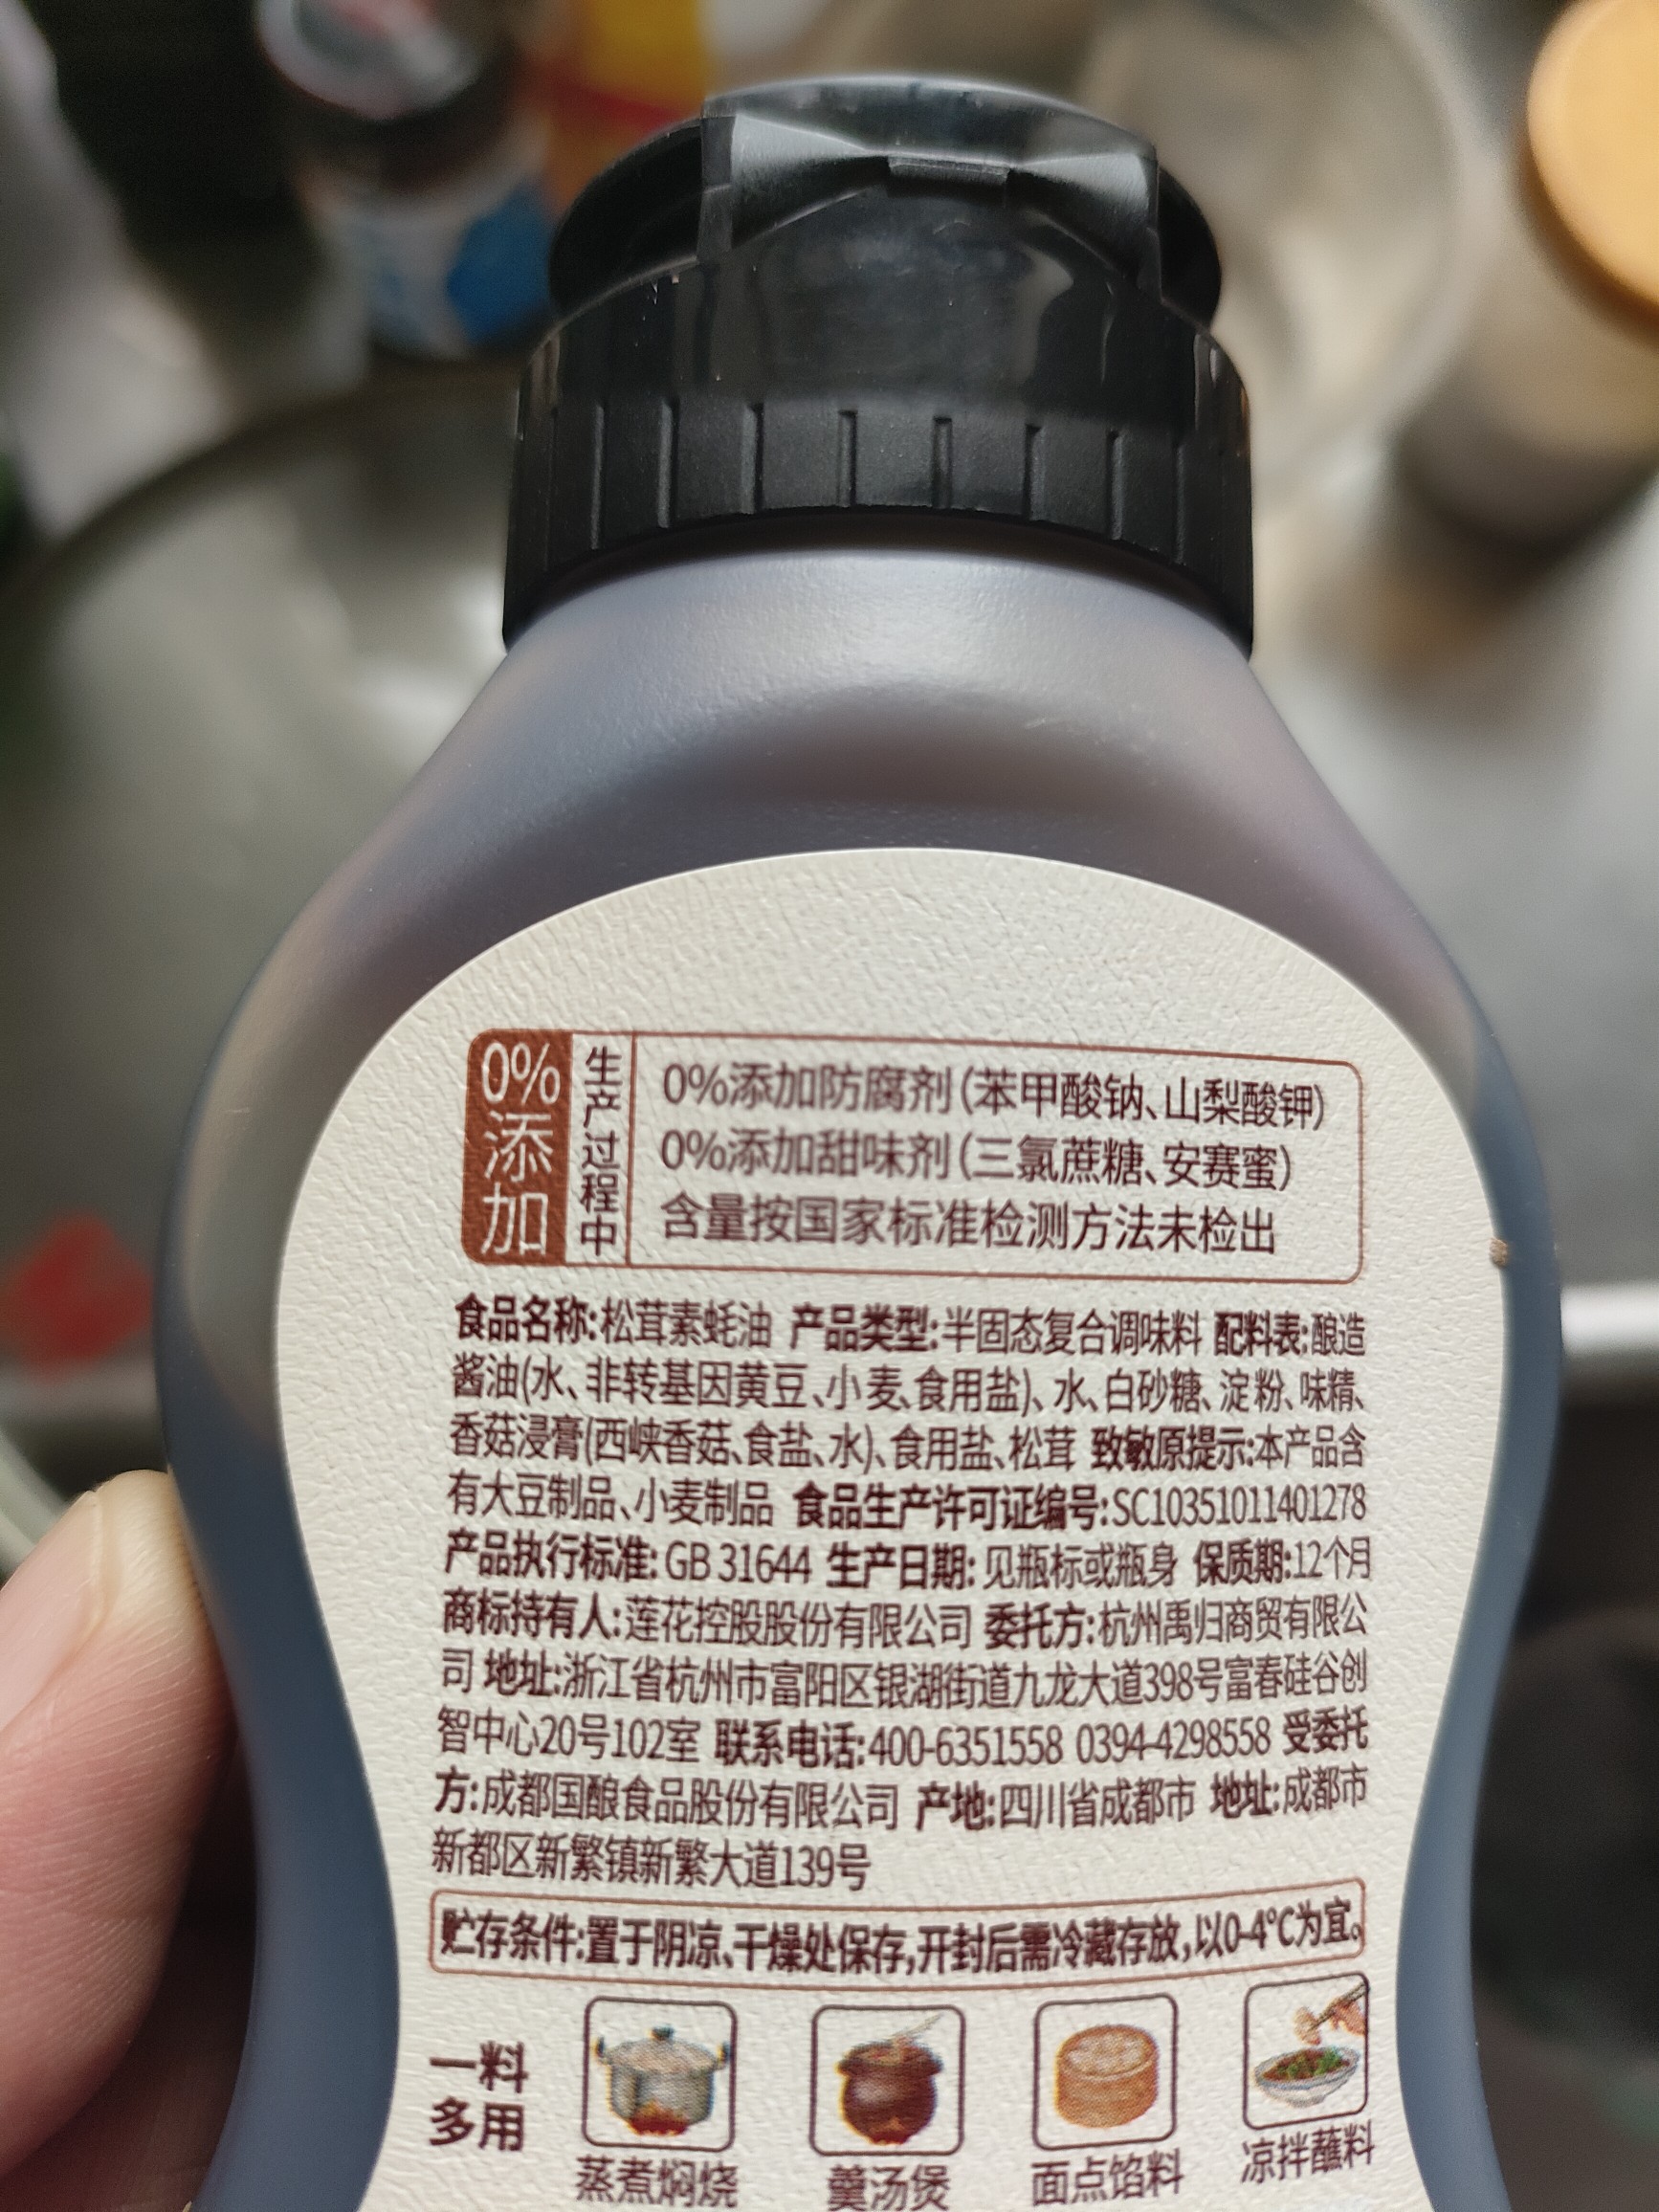 0%
添
加
生产过程中
0%添加防腐剂(苯甲酸钠、山梨酸钾)
0%添加甜味剂(三氯蔗糖、安赛蜜)
含量按国家标准检测方法未检出
食品名称:松茸素蚝油 产品类型:半固态复合调味料 配料表:酿造
酱油(水、非转基因黄豆、小麦、食用盐)、水、白砂糖、淀粉、味精、
香菇浸膏(西峡香菇、食盐、水)、食用盐、松茸 致敏原提示:本产品含
有大豆制品、小麦制品 食品生产许可证编号:SC10351011401278
产品执行标准: GB 31644 生产日期: 见瓶标或瓶身 保质期:12个月
商标持有人:莲花控股股份有限公司 委托方:杭州禹归商贸有限公
司 地址:浙江省杭州市富阳区银湖街道九龙大道398号富春硅谷创
智中心20号102室 联系电话:400-6351558 0394-4298558 受委托
方:成都国酿食品股份有限公司 产地:四川省成都市 地址:成都市
新都区新繁镇新繁大道139号
贮存条件:置于阴凉、干燥处保存,开封后需冷藏存放,以0-4℃为宜。
一料
多用
蒸煮焖烧
羹汤煲
面点馅料
凉拌蘸料